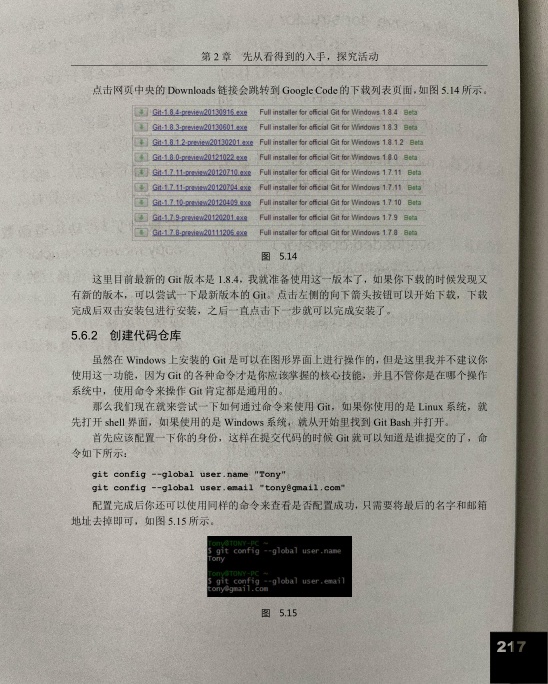 第 2 章 先从看得到的入手，探究活动
点击网页中央的 Downloads 链接会跳转到 Google Code 的下载列表页面，如图 5.14 所示。
Git-1.8.4-preview20130916.exe Full installer for official Git for Windows 1.8.4 Beta
Git-1.8.3-preview20130601.exe Full installer for official Git for Windows 1.8.3 Beta
Git-1.8.1.2-preview20130201.exe Full installer for official Git for Windows 1.8.1.2 Beta
Git-1.8.0-preview20121022.exe Full installer for official Git for Windows 1.8.0 Beta
Git-1.7.11-preview20120710.exe Full installer for official Git for Windows 1.7.11 Beta
Git-1.7.11-preview20120704.exe Full installer for official Git for Windows 1.7.11 Beta
Git-1.7.10-preview20120409.exe Full installer for official Git for Windows 1.7.10 Beta
Git-1.7.9-preview20120201.exe Full installer for official Git for Windows 1.7.9 Beta
Git-1.7.8-preview20111206.exe Full installer for official Git for Windows 1.7.8 Beta
图 5.14
这里目前最新的 Git 版本是 1.8.4，我就准备使用这一版本了，如果你下载的时候发现又
有新的版本，可以尝试一下最新版本的 Git。点击左侧的向下箭头按钮可以开始下载，下载
完成后双击安装包进行安装，之后一直点击下一步就可以完成安装了。
5.6.2 创建代码仓库
虽然在 Windows 上安装的 Git 是可以在图形界面上进行操作的，但是这里我并不建议你
使用这一功能，因为 Git 的各种命令才是你应该掌握的核心技能，并且不管你是在哪个操作
系统中，使用命令来操作 Git 肯定都是通用的。
那么我们现在就来尝试一下如何通过命令来使用 Git，如果你使用的是 Linux 系统，就
先打开 shell 界面，如果使用的是 Windows 系统，就从开始里找到 Git Bash 并打开。
首先应该配置一下你的身份，这样在提交代码的时候 Git 就可以知道是谁提交的了，命
令如下所示：
git config --global user.name "Tony"
git config --global user.email "tony@gmail.com"
配置完成后你还可以使用同样的命令来查看是否配置成功，只需要将最后的名字和邮箱
地址去掉即可，如图 5.15 所示。
Tony@TONY-PC ~
$ git config --global user.name
Tony
Tony@TONY-PC ~
$ git config --global user.email
tony@gmail.com
图 5.15
217